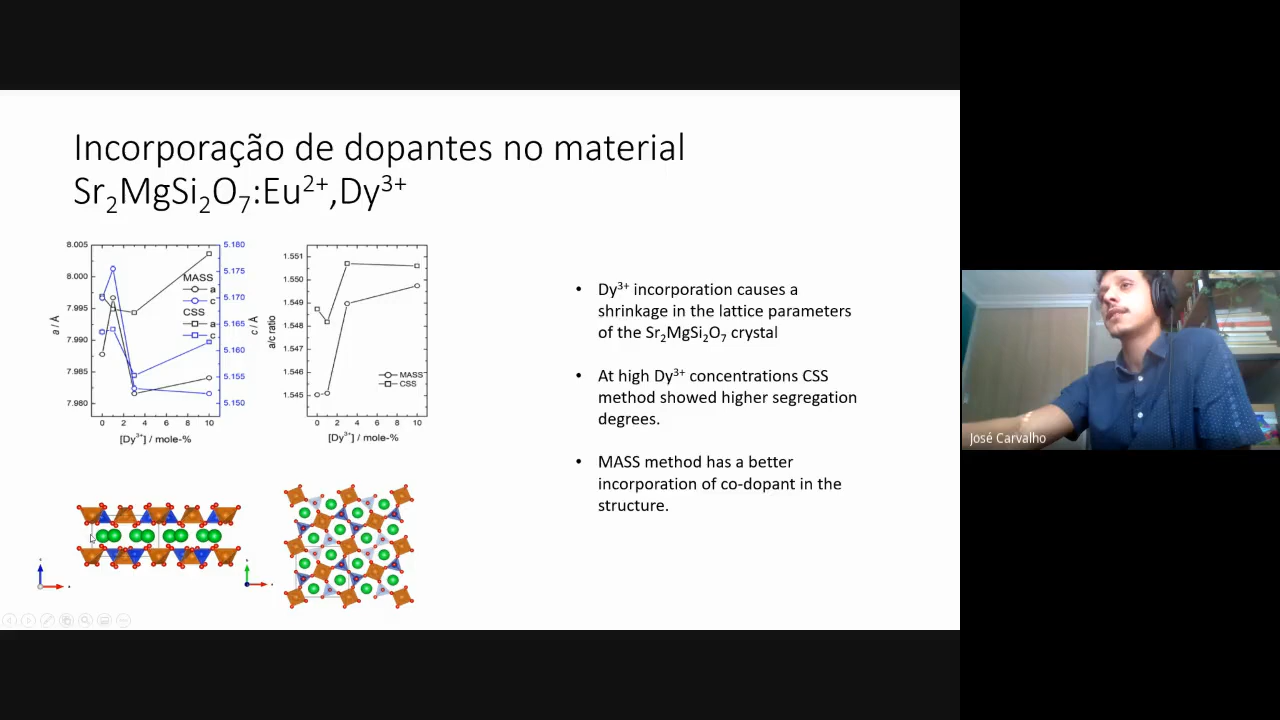 Incorporação de dopantes no material
Sr₂MgSi₂O₇:Eu²⁺,Dy³⁺
8.005
8.000
7.995
7.990
7.985
7.980
a / Å
5.180
5.175
5.170
5.165
5.160
5.155
5.150
c / Å
MASS
a
c
CSS
a
c
0 2 4 6 8 10
[Dy³⁺] / mole-%
1.551
1.550
1.549
1.548
1.547
1.546
1.545
a/c ratio
MASS
CSS
0 2 4 6 8 10
[Dy³⁺] / mole-%
• Dy³⁺ incorporation causes a
shrinkage in the lattice parameters
of the Sr₂MgSi₂O₇ crystal
• At high Dy³⁺ concentrations CSS
method showed higher segregation
degrees.
• MASS method has a better
incorporation of co-dopant in the
structure.
José Carvalho